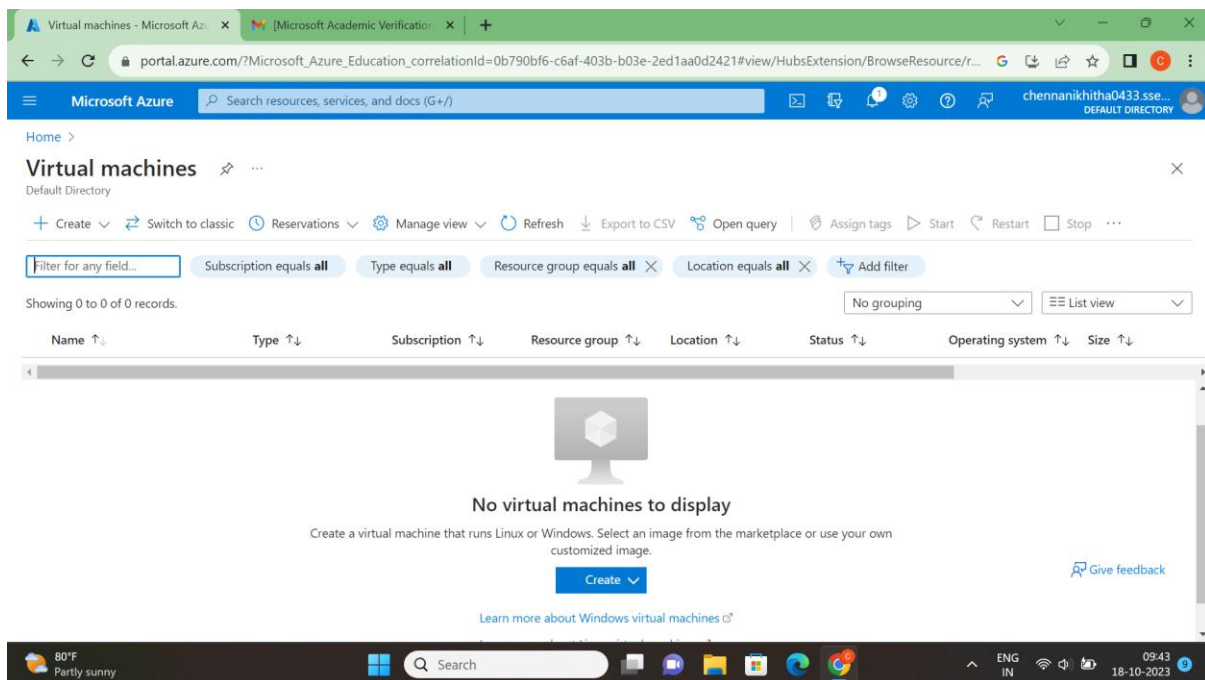 Virtual machines - Microsoft Azu
[Microsoft Academic Verification
portal.azure.com/?Microsoft_Azure_Education_correlationId=0b790bf6-c6af-403b-b03e-2ed1aa0d2421#view/HubsExtension/BrowseResource/r...
Microsoft Azure Search resources, services, and docs (G+/) 1 chennanikhitha0433.sse...
DEFAULT DIRECTORY
Home >
Virtual machines ...
Default Directory
Create Switch to classic Reservations Manage view Refresh Export to CSV Open query Assign tags Start Restart Stop ...
Filter for any field... Subscription equals all Type equals all Resource group equals all Location equals all Add filter
Showing 0 to 0 of 0 records. No grouping List view
Name Type Subscription Resource group Location Status Operating system Size
No virtual machines to display
Create a virtual machine that runs Linux or Windows. Select an image from the marketplace or use your own
customized image.
Create
Give feedback
Learn more about Windows virtual machines
80°F
Partly sunny
Search
ENG
IN
09:43
18-10-2023
9